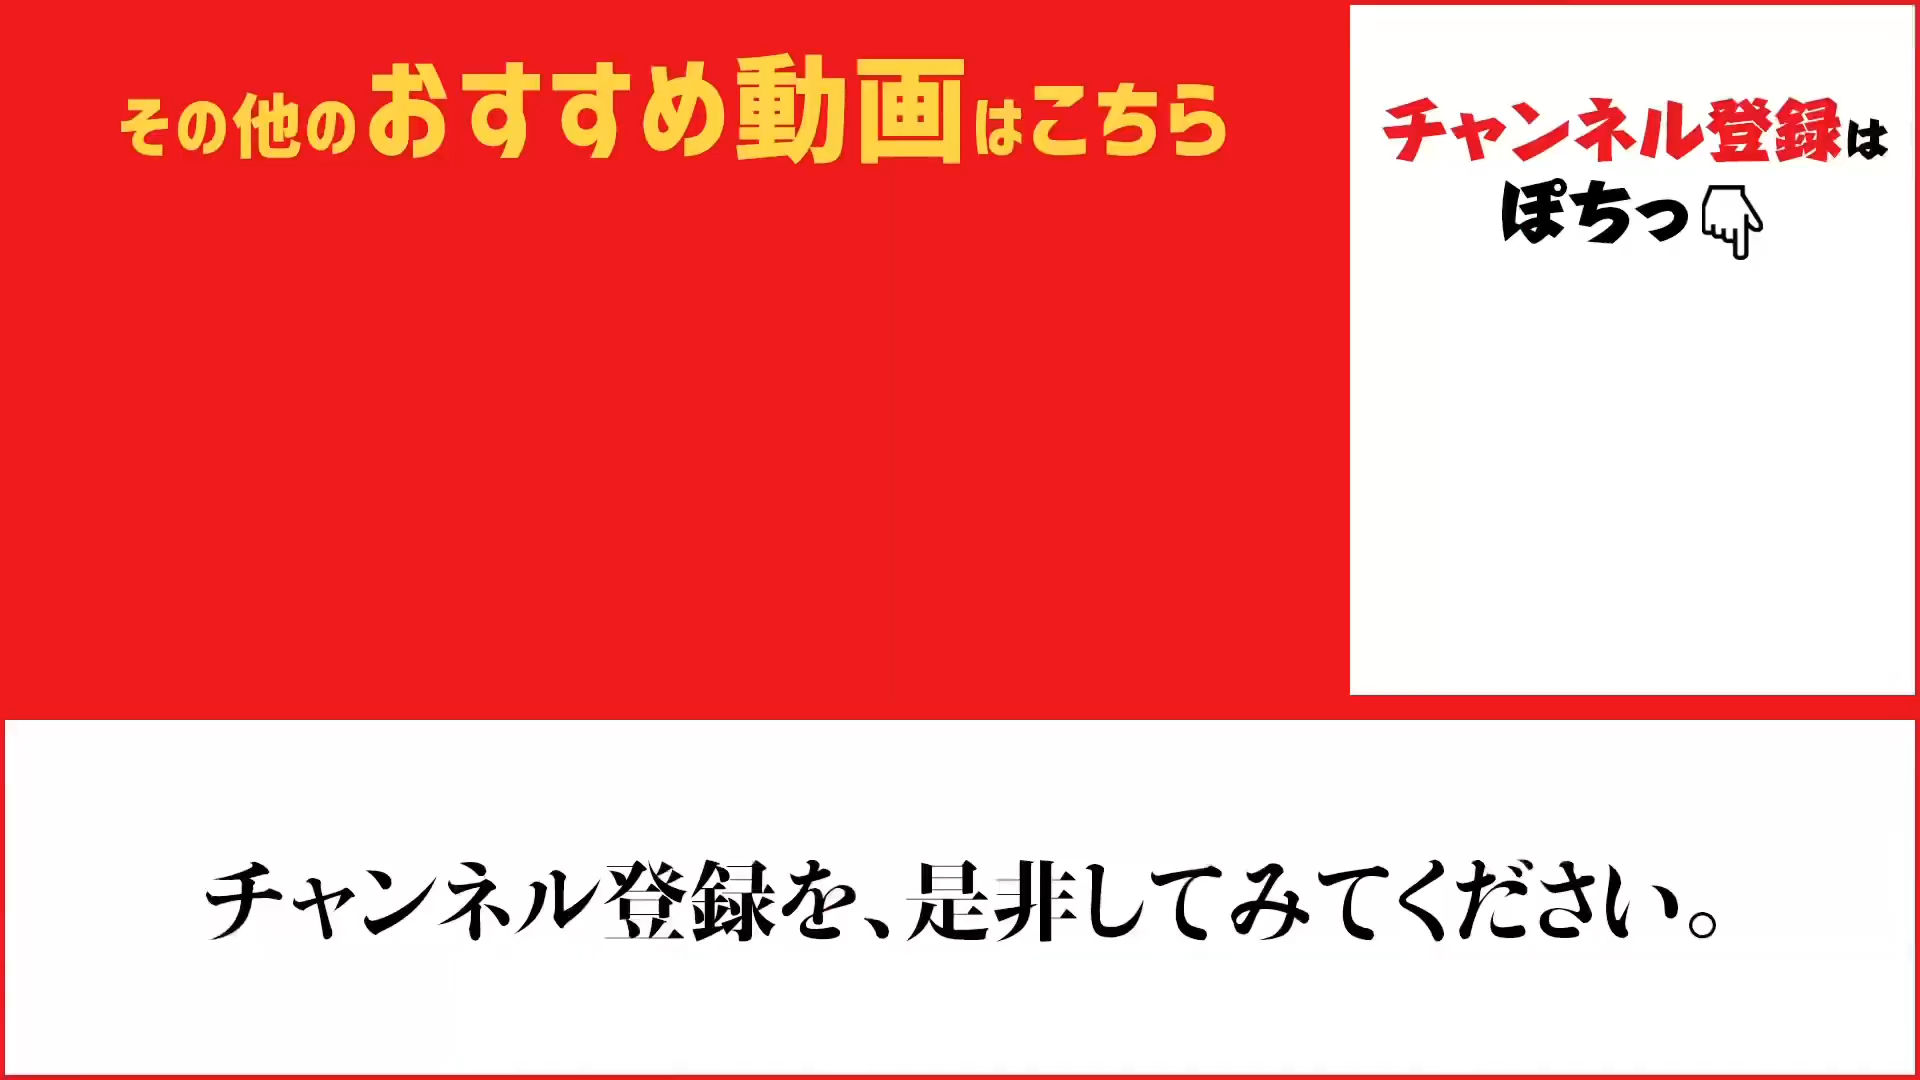 その他のおすすめ動画はこちら
チャンネル登録は
ぽちっ
チャンネル登録を、是非してみてください。